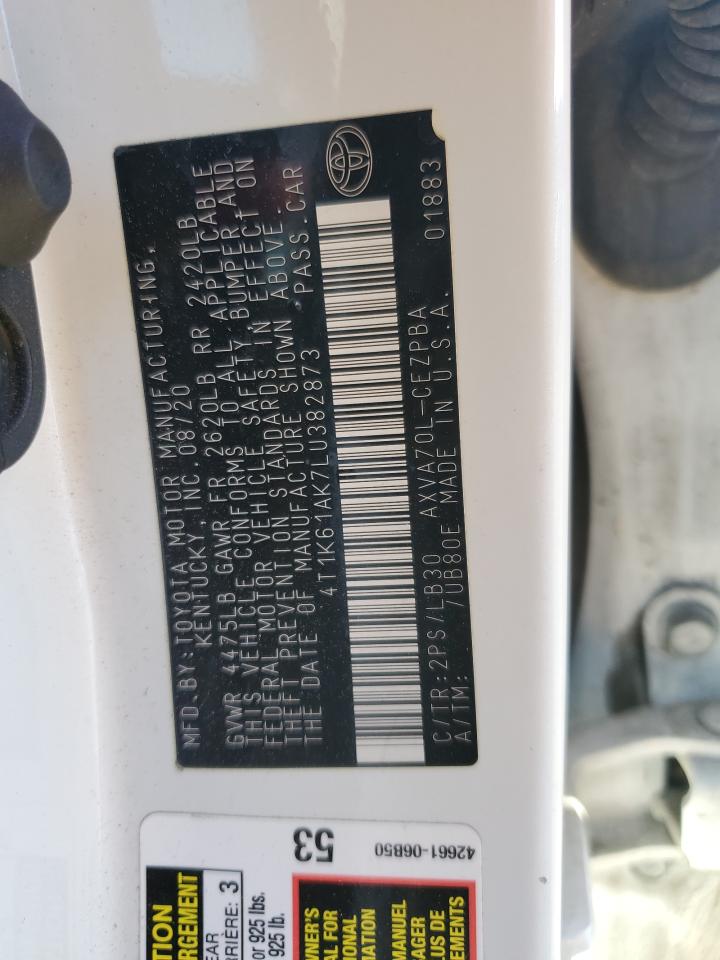 MFD. BY: TOYOTA MOTOR MANUFACTURING,
KENTUCKY, INC. 08/20
GVWR 4475LB GAWR FR 2620LB RR 2420LB
THIS VEHICLE CONFORMS TO ALL APPLICABLE
FEDERAL MOTOR VEHICLE SAFETY, BUMPER, AND
THEFT PREVENTION STANDARDS IN EFFECT ON
THE DATE OF MANUFACTURE SHOWN ABOVE.
4T1K61AK7LU382873 PASS. CAR
C/TR: 2PS/LB30 AXVA70L-CEZPBA 01883
A/TM: /UB80E MADE IN U.S.A.
53
42661-06B50
3
or 925 lbs.
925 lb.
MANUEL